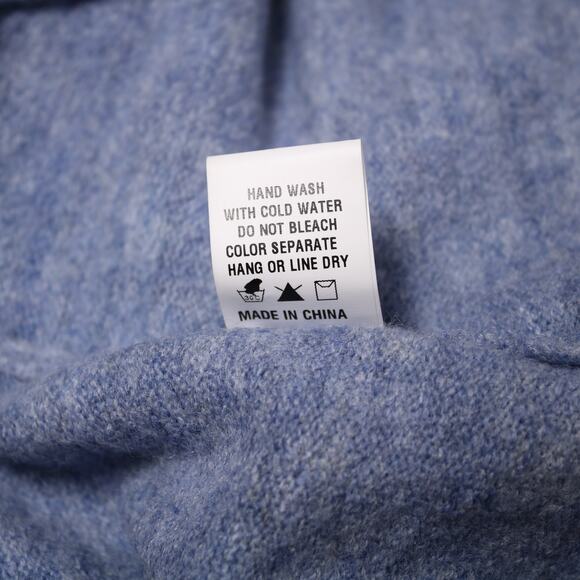 HAND WASH
WITH COLD WATER
DO NOT BLEACH
COLOR SEPARATE
HANG OR LINE DRY
30°C
MADE IN CHINA